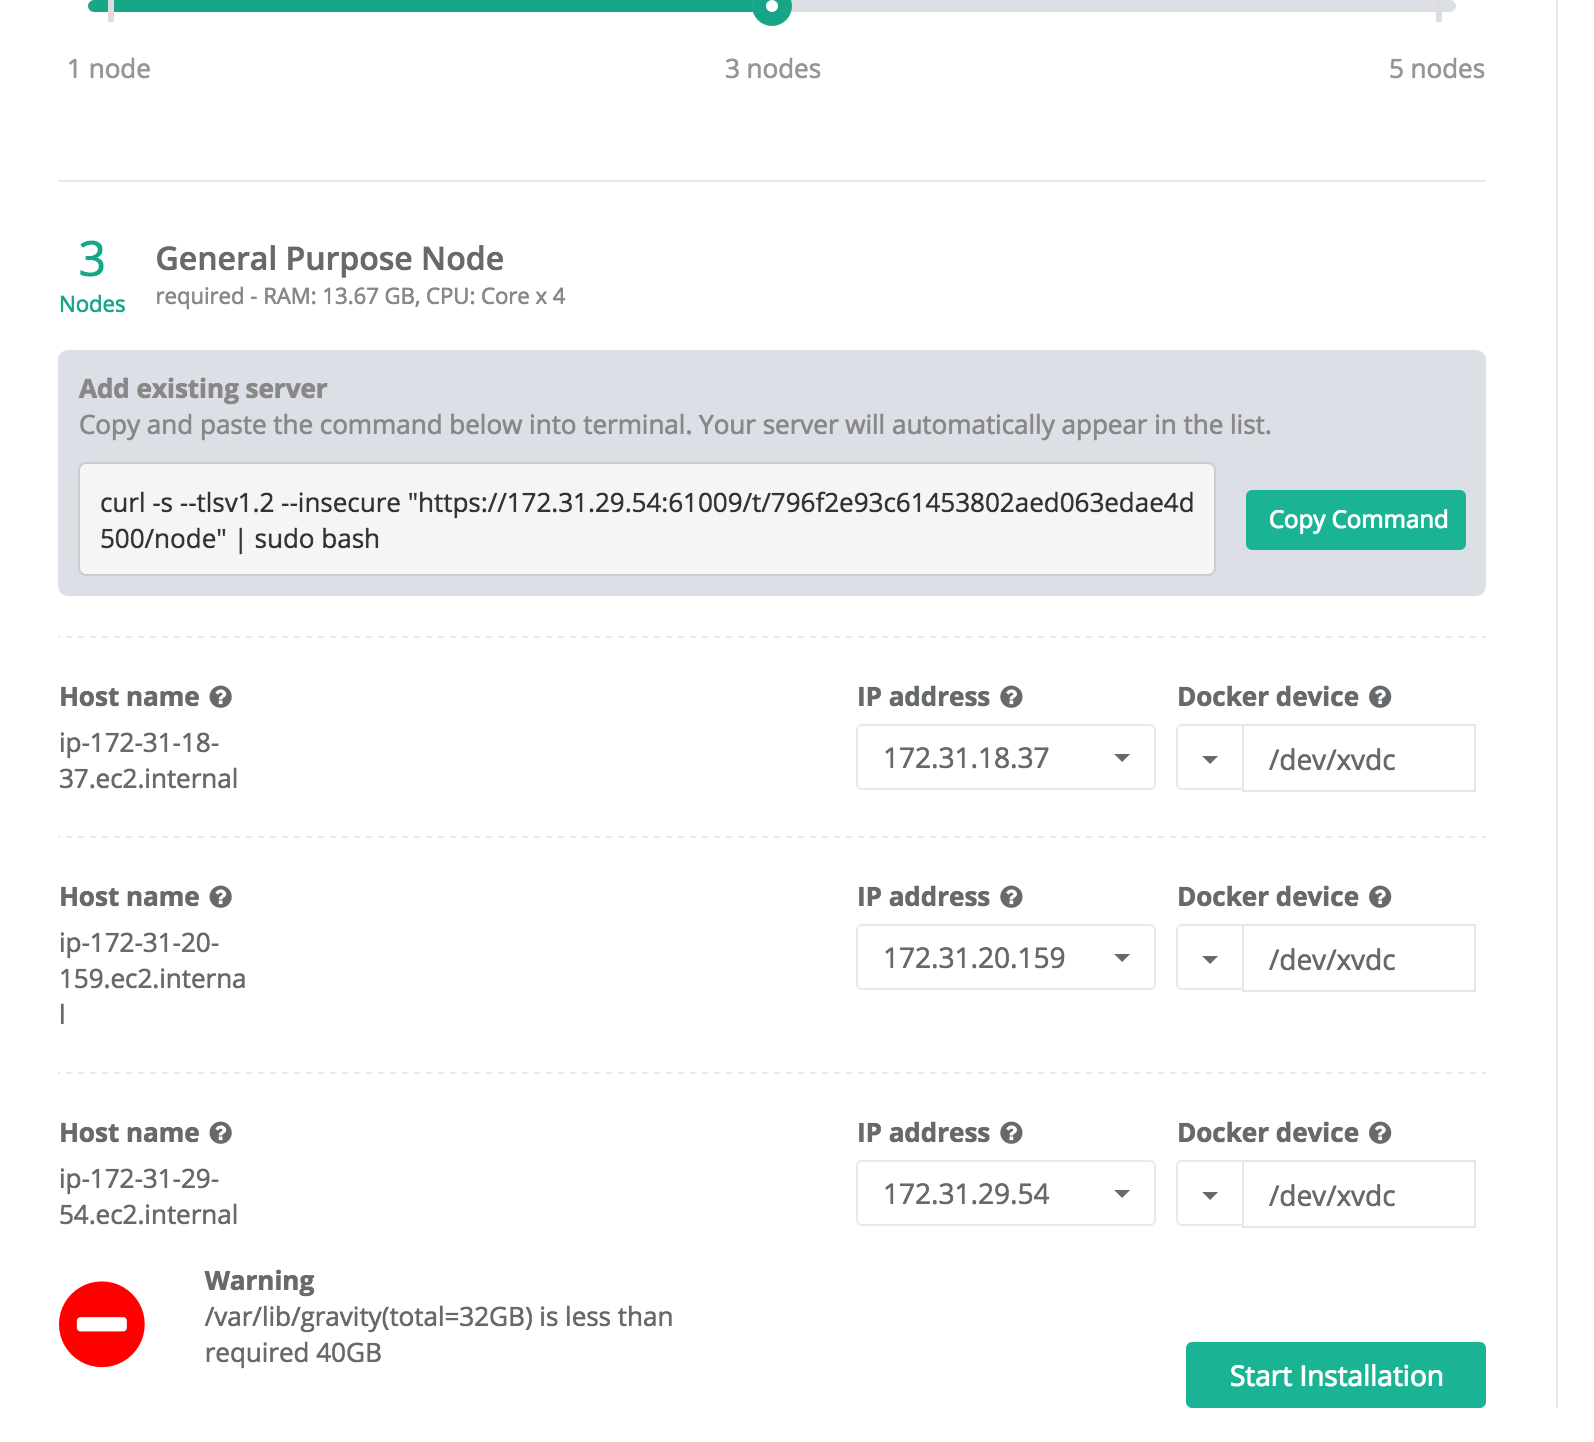 1 node
3 nodes
5 nodes
3
Nodes
General Purpose Node
required - RAM: 13.67 GB, CPU: Core x 4
Add existing server
Copy and paste the command below into terminal. Your server will automatically appear in the list.
curl -s --tlsv1.2 --insecure "https://172.31.29.54:61009/t/796f2e93c61453802aed063edae4d
500/node" | sudo bash
Copy Command
Host name
ip-172-31-18-
37.ec2.internal
IP address
172.31.18.37
Docker device
/dev/xvdc
Host name
ip-172-31-20-
159.ec2.interna
l
IP address
172.31.20.159
Docker device
/dev/xvdc
Host name
ip-172-31-29-
54.ec2.internal
IP address
172.31.29.54
Docker device
/dev/xvdc
Warning
/var/lib/gravity(total=32GB) is less than
required 40GB
Start Installation